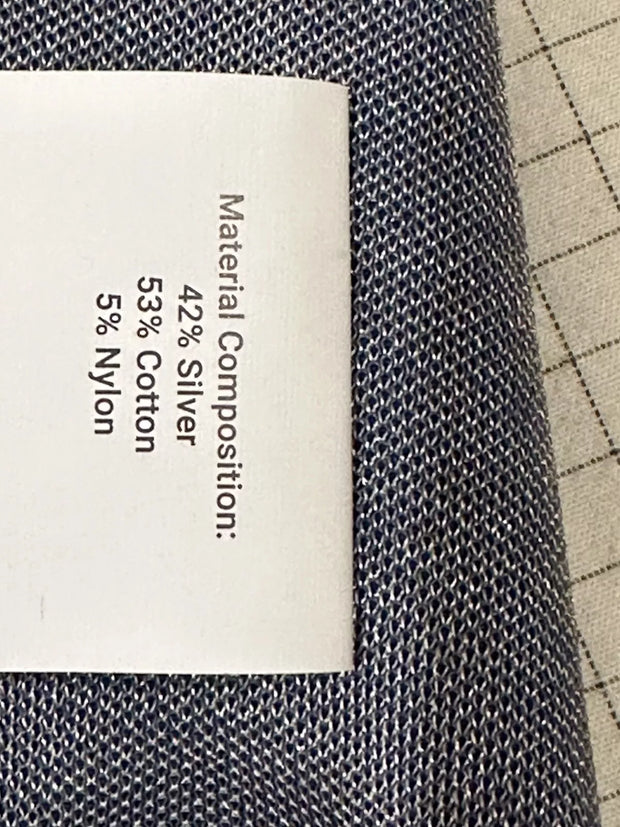 Material Composition:
42% Silver
53% Cotton
5% Nylon